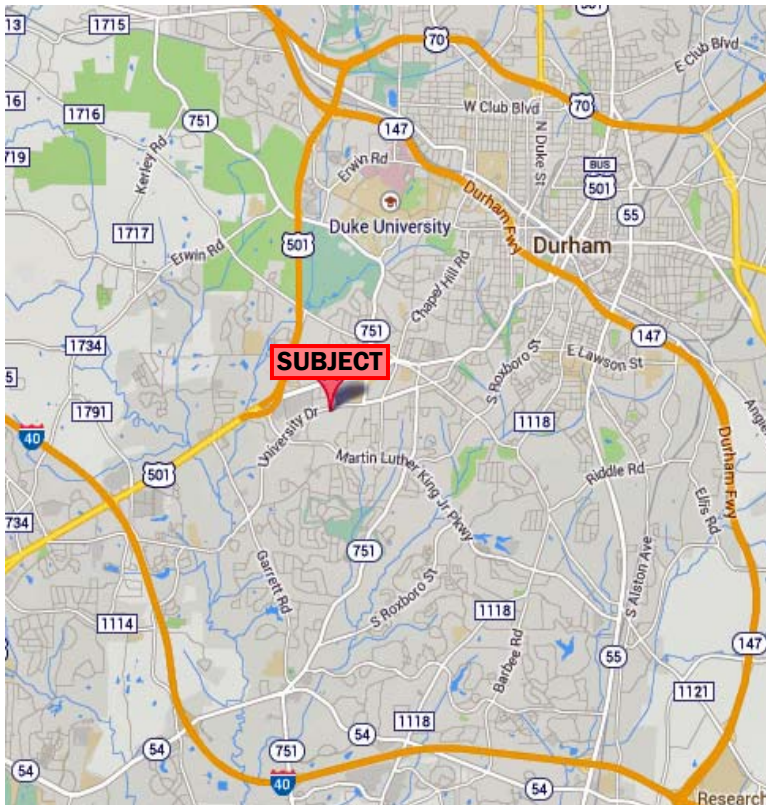 501
13
1715
70
E Club Blvd
16
1716
751
W Club Blvd
70
147
719
Kerley Rd
Erwin Rd
N Duke St
BUS
501
55
Durham Fwy
Duke University
1717
501
Durham
Erwin Rd
Chapel Hill Rd
751
147
1734
SUBJECT
S Roxboro St
E Lawson St
5
1791
University Dr
1118
40
501
Martin Luther King Jr Pkwy
Riddle Rd
Durham Fwy
Ellis Rd
734
751
Garrett Rd
S Alston Ave
S Roxboro St
1114
1118
Barbee Rd
55
147
1121
1118
54
751
54
54
40
54
Research